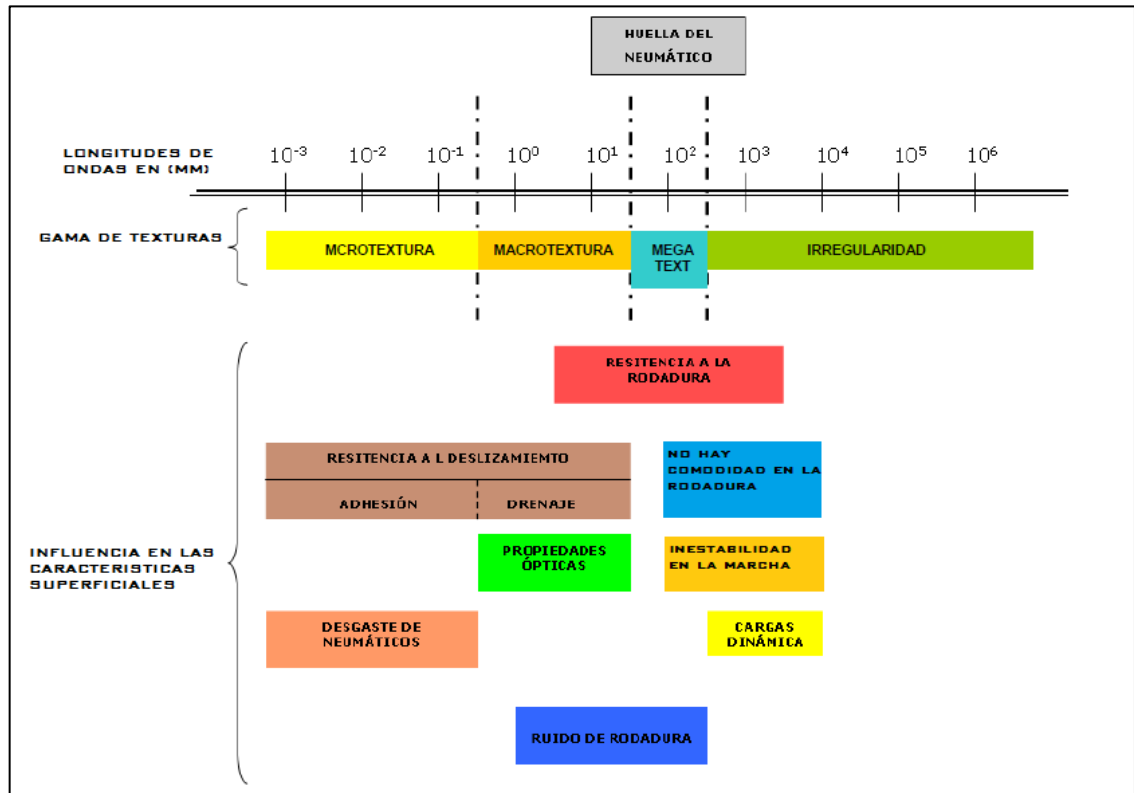 HUELLA DEL
NEUMÁTICO
LONGITUDES DE
ONDAS EN (MM)
10⁻³ 10⁻² 10⁻¹ 10⁰ 10¹ 10² 10³ 10⁴ 10⁵ 10⁶
GAMA DE TEXTURAS
MCROTEXTURA
MACROTEXTURA
MEGA
TEXT
IRREGULARIDAD
RESITENCIA A LA
RODADURA
RESITENCIA A L DESLIZAMIEMTO
ADHESIÓN
DRENAJE
NO HAY
COMODIDAD EN LA
RODADURA
INFLUENCIA EN LAS
CARACTERISTICAS
SUPERFICIALES
PROPIEDADES
ÓPTICAS
INESTABILIDAD
EN LA MARCHA
DESGASTE DE
NEUMÁTICOS
CARGAS
DINÁMICA
RUIDO DE RODADURA